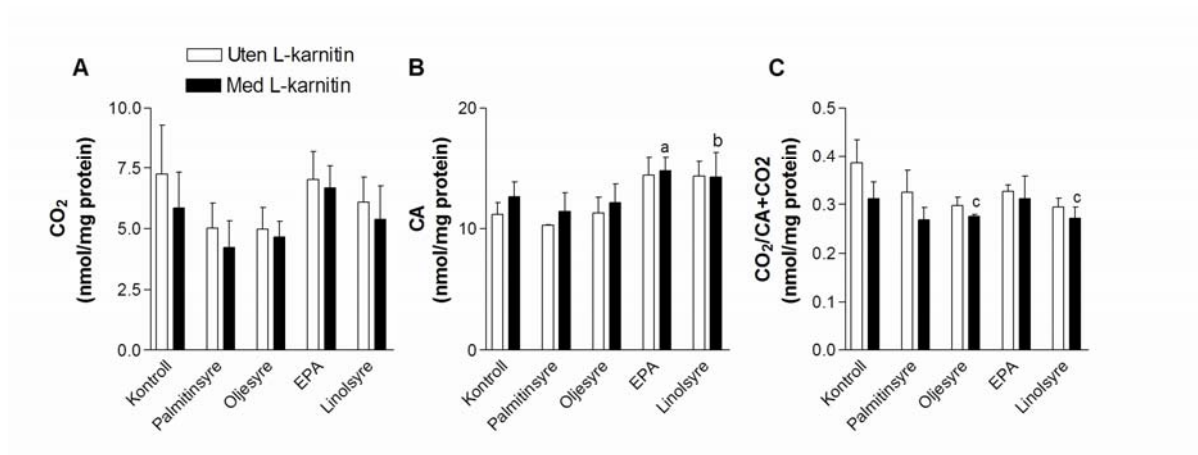 Uten L-karnitin
Med L-karnitin
A
CO2
(nmol/mg protein)
10.0
7.5
5.0
2.5
0.0
Kontroll
Palmitinsyre
Oljesyre
EPA
Linolsyre
B
CA
(nmol/mg protein)
20
10
0
a
b
Kontroll
Palmitinsyre
Oljesyre
EPA
Linolsyre
C
CO2/CA+CO2
(nmol/mg protein)
0.5
0.4
0.3
0.2
0.1
0.0
c
c
Kontroll
Palmitinsyre
Oljesyre
EPA
Linolsyre